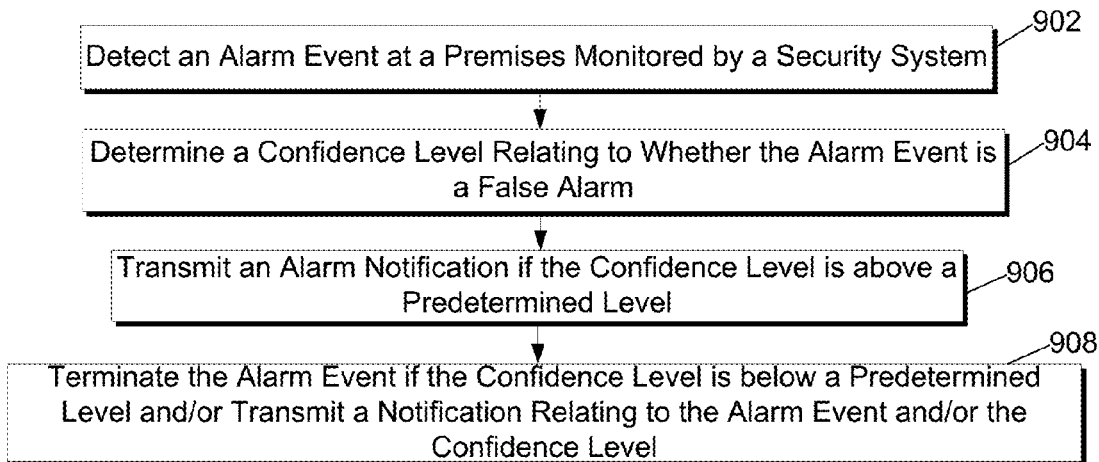 902
Detect an Alarm Event at a Premises Monitored by a Security System
904
Determine a Confidence Level Relating to Whether the Alarm Event is
a False Alarm
906
Transmit an Alarm Notification if the Confidence Level is above a
Predetermined Level
908
Terminate the Alarm Event if the Confidence Level is below a Predetermined
Level and/or Transmit a Notification Relating to the Alarm Event and/or the
Confidence Level